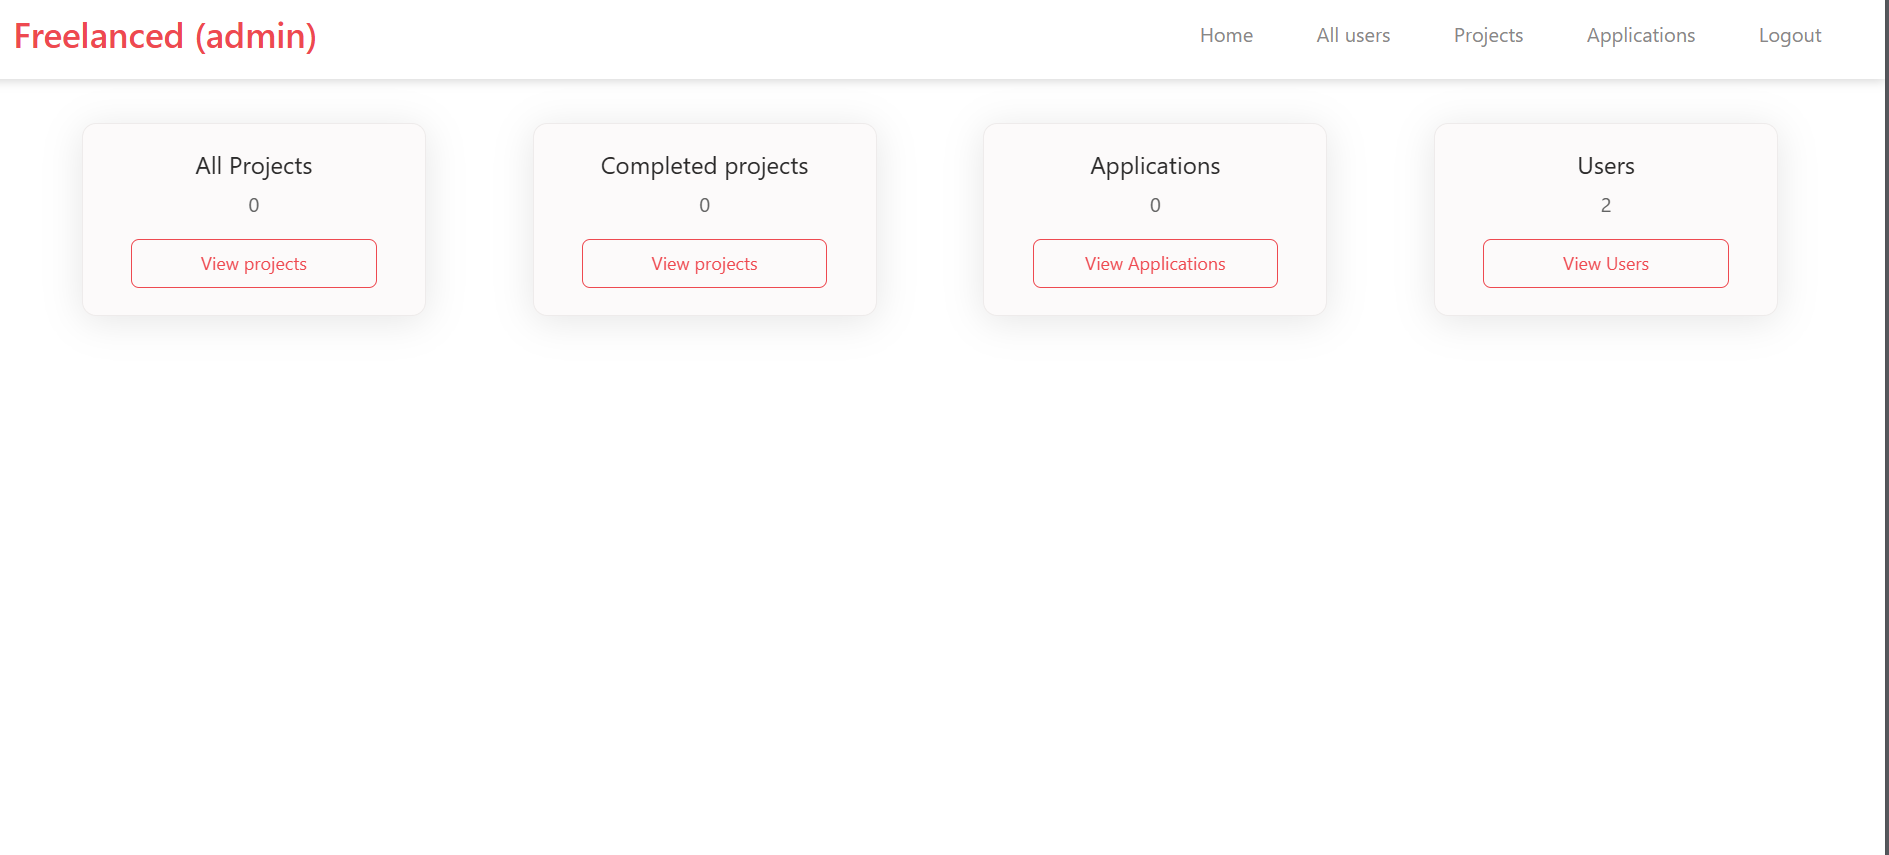 Freelanced (admin)
Home All users Projects Applications Logout
All Projects
0
View projects
Completed projects
0
View projects
Applications
0
View Applications
Users
2
View Users